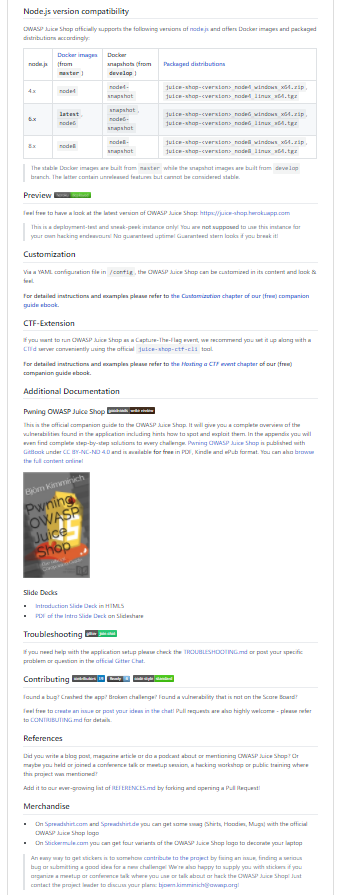 Node.js version compatibility
OWASP Juice Shop officially supports the following versions of node.js and offers Docker images and packaged
distributions accordingly:
node.js
Docker images (from master )
Docker snapshots (from develop )
Packaged distributions
4.x
node4
node4-snapshot
juice-shop-<version>_node4_windows_x64.zip,
juice-shop-<version>_node4_linux_x64.tgz
6.x
latest, node6
snapshot, node6-snapshot
juice-shop-<version>_node6_windows_x64.zip,
juice-shop-<version>_node6_linux_x64.tgz
8.x
node8
node8-snapshot
juice-shop-<version>_node8_windows_x64.zip,
juice-shop-<version>_node8_linux_x64.tgz
The stable Docker images are built from master while the snapshot images are built from develop
branch. The latter contain unreleased features but cannot be considered stable.
Preview
Feel free to have a look at the latest version of OWASP Juice Shop: https://juice-shop.herokuapp.com
This is a deployment-test and sneak-peek instance only! You are not supposed to use this instance for
your own hacking endeavours! No guaranteed uptime! Guaranteed stern looks if you break it!
Customization
Via a YAML configuration file in /config, the OWASP Juice Shop can be customized in its content and look &
feel.
For detailed instructions and examples please refer to the Customization chapter of our (free) companion
guide ebook.
CTF-Extension
If you want to run OWASP Juice Shop as a Capture-The-Flag event, we recommend you set it up along with a
CTFd server conveniently using the official juice-shop-ctf-cli tool.
For detailed instructions and examples please refer to the Hosting a CTF event chapter of our (free)
companion guide ebook.
Additional Documentation
Pwning OWASP Juice Shop
This is the official companion guide to the OWASP Juice Shop. It will give you a complete overview of the
vulnerabilities found in the application including hints how to spot and exploit them. In the appendix you will
even find complete step-by-step solutions to every challenge. Pwning OWASP Juice Shop is published with
GitBook under CC BY-NC-ND 4.0 and is available for free in PDF, Kindle and ePub format. You can also browse
the full content online!
Björn Kimminich
Pwning
OWASP
Juice
Shop
Slide Decks
Introduction Slide Deck in HTML5
PDF of the Intro Slide Deck on Slideshare
Troubleshooting gitter join chat
If you need help with the application setup please check the TROUBLESHOOTING.md or post your specific
problem or question in the official Gitter Chat.
Contributing
Found a bug? Crashed the app? Broken challenge? Found a vulnerability that is not on the Score Board?
Feel free to create an issue or post your ideas in the chat! Pull requests are also highly welcome - please refer
to CONTRIBUTING.md for details.
References
Did you write a blog post, magazine article or do a podcast about or mentioning OWASP Juice Shop? Or
maybe you held or joined a conference talk or meetup session, a hacking workshop or public training where
this project was mentioned?
Add it to our ever-growing list of REFERENCES.md by forking and opening a Pull Request!
Merchandise
On Spreadshirt.com and Spreadshirt.de you can get some swag (Shirts, Hoodies, Mugs) with the official
OWASP Juice Shop logo
On Stickermule.com you can get four variants of the OWASP Juice Shop logo to decorate your laptop
An easy way to get stickers is to somehow contribute to the project by fixing an issue, finding a serious
bug or submitting a good idea for a new challenge! We're also happy to supply you with stickers if you
organize a meetup or conference talk where you use or talk about or hack the OWASP Juice Shop! Just
contact the project leader to discuss your plans: bjoern.kimminich@owasp.org!